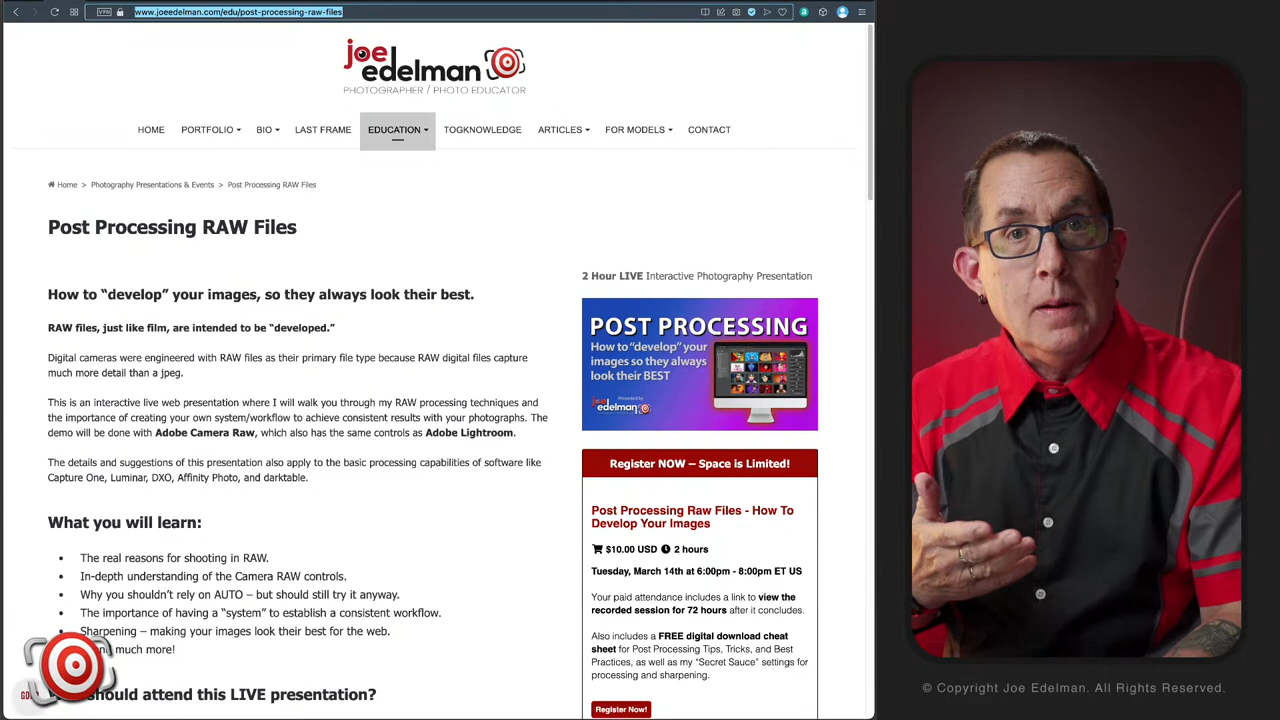 VPN www.joeedelman.com/edu/post-processing-raw-files
joe
edelman
PHOTOGRAPHER / PHOTO EDUCATOR
HOME PORTFOLIO BIO LAST FRAME EDUCATION TOGKNOWLEDGE ARTICLES FOR MODELS CONTACT
Home > Photography Presentations & Events > Post Processing RAW Files
Post Processing RAW Files
How to “develop” your images, so they always look their best.
RAW files, just like film, are intended to be “developed.”
Digital cameras were engineered with RAW files as their primary file type because RAW digital files capture
much more detail than a jpeg.
This is an interactive live web presentation where I will walk you through my RAW processing techniques and
the importance of creating your own system/workflow to achieve consistent results with your photographs. The
demo will be done with Adobe Camera Raw, which also has the same controls as Adobe Lightroom.
The details and suggestions of this presentation also apply to the basic processing capabilities of software like
Capture One, Luminar, DXO, Affinity Photo, and darktable.
What you will learn:
• The real reasons for shooting in RAW.
• In-depth understanding of the Camera RAW controls.
• Why you shouldn’t rely on AUTO – but should still try it anyway.
• The importance of having a “system” to establish a consistent workflow.
Sharpening – making your images look their best for the web.
much more!
should attend this LIVE presentation?
2 Hour LIVE Interactive Photography Presentation
POST PROCESSING
How to “develop” your
images so they always
look their BEST
Presented by
joe
edelman
Register NOW – Space is Limited!
Post Processing Raw Files - How To
Develop Your Images
$10.00 USD 2 hours
Tuesday, March 14th at 6:00pm - 8:00pm ET US
Your paid attendance includes a link to view the
recorded session for 72 hours after it concludes.
Also includes a FREE digital download cheat
sheet for Post Processing Tips, Tricks, and Best
Practices, as well as my “Secret Sauce” settings for
processing and sharpening.
Register Now!
© Copyright Joe Edelman. All Rights Reserved.